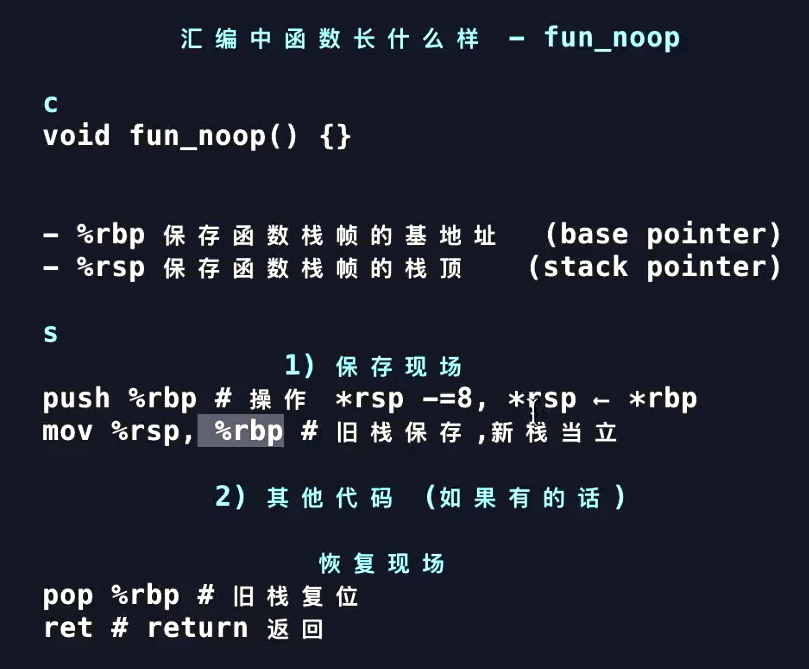 汇编中函数长什么样 - fun_noop
c
void fun_noop() {}
- %rbp 保存函数栈帧的基地址 (base pointer)
- %rsp 保存函数栈帧的栈顶 (stack pointer)
s
1) 保存现场
push %rbp # 操作 *rsp -=8, *rsp ← *rbp
mov %rsp, %rbp # 旧栈保存,新栈当立
2) 其他代码 (如果有的话)
恢复现场
pop %rbp # 旧栈复位
ret # return 返回